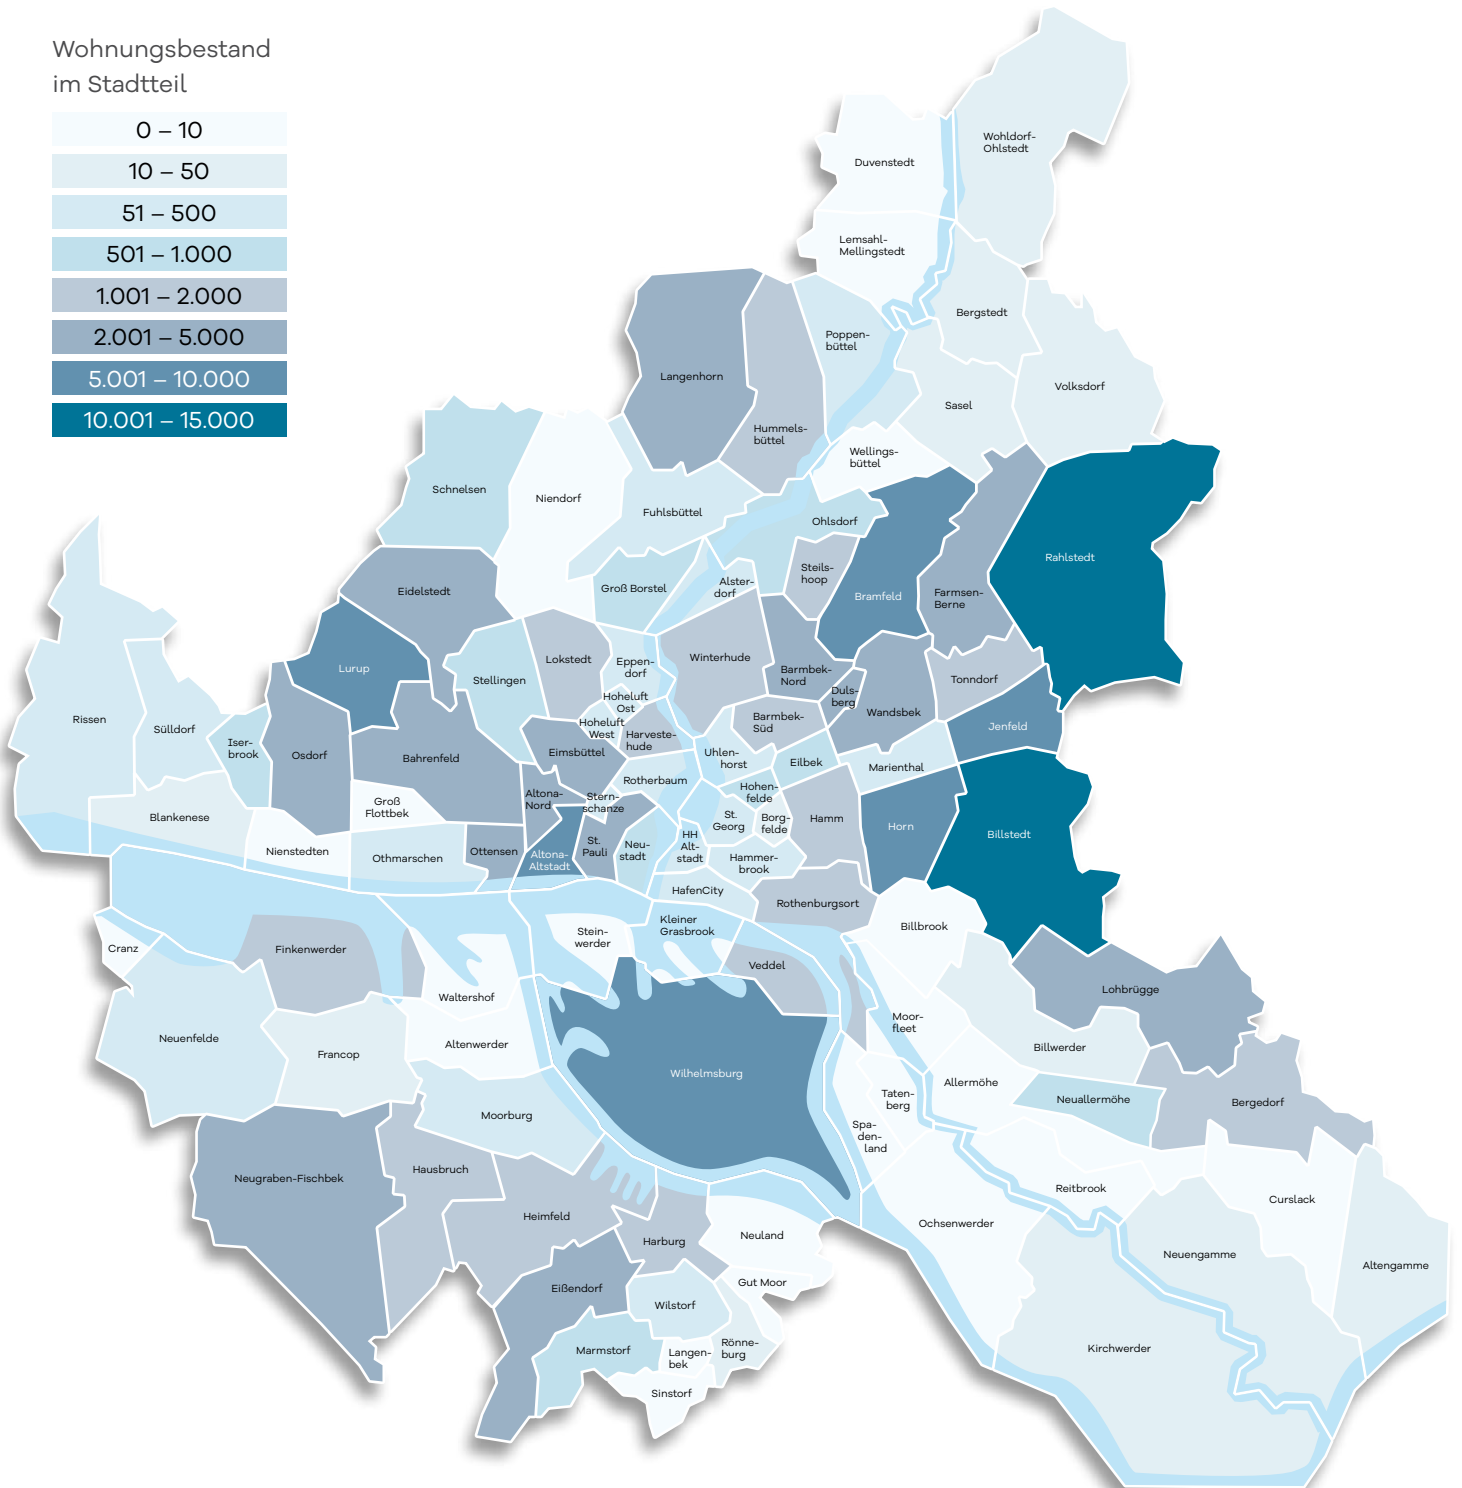 Wohnungsbestand
im Stadtteil
0 – 10
10 – 50
51 – 500
501 – 1.000
1.001 – 2.000
2.001 – 5.000
5.001 – 10.000
10.001 – 15.000
Wohldorf-
Ohlstedt
Duvenstedt
Lemsahl-
Mellingstedt
Bergstedt
Poppen-
büttel
Langenhorn
Volksdorf
Sasel
Hummels-
büttel
Wellings-
büttel
Schnelsen
Niendorf
Fuhlsbüttel
Ohlsdorf
Rahlstedt
Steils-
hoop
Groß Borstel
Alster-
dorf
Eidelstedt
Bramfeld
Farmsen-
Berne
Lurup
Lokstedt
Eppen-
dorf
Winterhude
Barmbek-
Nord
Stellingen
Tonndorf
Duls-
berg
Hoheluft
Ost
Wandsbek
Rissen
Sülldorf
Hoheluft
West
Harveste-
hude
Barmbek-
Süd
Jenfeld
Iser-
brook
Osdorf
Bahrenfeld
Eimsbüttel
Uhlen-
horst
Eilbek
Marienthal
Rotherbaum
Hohen-
felde
Altona-
Nord
Stern-
schanze
Groß
Flottbek
Blankenese
St.
Georg
Borg-
felde
Hamm
Horn
Billstedt
HH
Alt-
stadt
St.
Pauli
Neu-
stadt
Nienstedten
Othmarschen
Ottensen
Altona-
Altstadt
Hammer-
brook
HafenCity
Rothenburgsort
Kleiner
Grasbrook
Billbrook
Stein-
werder
Cranz
Finkenwerder
Veddel
Lohbrügge
Waltershof
Moor-
fleet
Neuenfelde
Altenwerder
Francop
Billwerder
Wilhelmsburg
Allermöhe
Taten-
berg
Neuallermöhe
Bergedorf
Moorburg
Spa-
den-
land
Hausbruch
Neugraben-Fischbek
Reitbrook
Curslack
Heimfeld
Ochsenwerder
Harburg
Neuland
Neuengamme
Altengamme
Gut Moor
Eißendorf
Wilstorf
Rönne-
burg
Kirchwerder
Marmstorf
Langen-
bek
Sinstorf